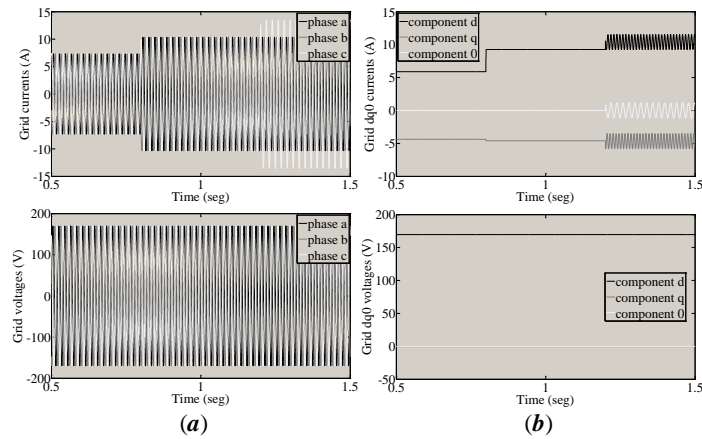 15
10
5
0
-5
-10
-15
0.5
1
1.5
Time (seg)
Grid currents (A)
phase a
phase b
phase c
15
10
5
0
-5
-10
0.5
1
1.5
Time (seg)
Grid dq0 currents (A)
component d
component q
component 0
200
100
0
-100
-200
0.5
1
1.5
Time (seg)
Grid voltages (V)
phase a
phase b
phase c
200
150
100
50
0
-50
0.5
1
1.5
Time (seg)
Grid dq0 voltages (V)
component d
component q
component 0
(a)
(b)